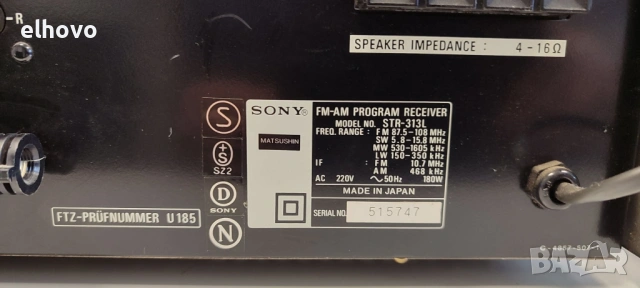 -R
elhovo
SPEAKER IMPEDANCE : 4-16Ω
SONY®
MATSUSHIN
FM-AM PROGRAM RECEIVER
MODEL NO. STR-313L
FREQ. RANGE : FM 87.5-108 MHz
SW 5.8-15.8 MHz
MW 530-1605 kHz
LW 150-350 kHz
IF : FM 10.7 MHz
AM 468 kHz
AC 220V ~ 50Hz 180W
MADE IN JAPAN
SERIAL NO. 515747
S
+
S
SZ2
D
SONY
N
FTZ-PRÜFNUMMER U185
bazar.bg